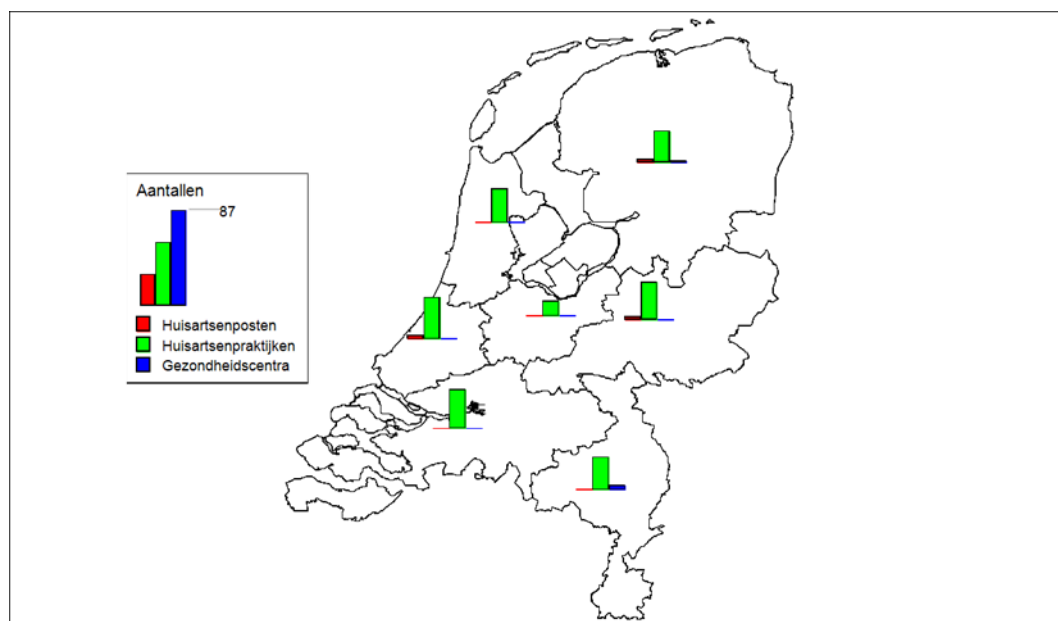 Aantallen
87
Huisartsenposten
Huisartsenpraktijken
Gezondheidscentra